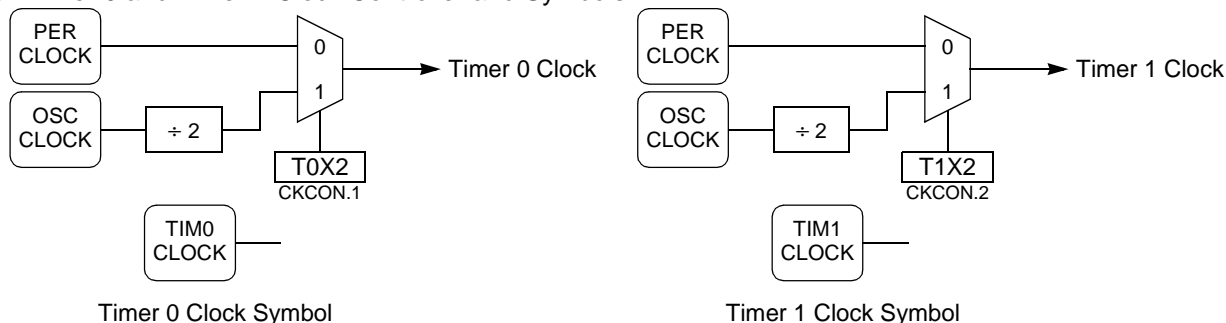 PER
CLOCK
0
1
Timer 0 Clock
OSC
CLOCK
÷ 2
T0X2
CKCON.1
TIM0
CLOCK
Timer 0 Clock Symbol
PER
CLOCK
0
1
Timer 1 Clock
OSC
CLOCK
÷ 2
T1X2
CKCON.2
TIM1
CLOCK
Timer 1 Clock Symbol